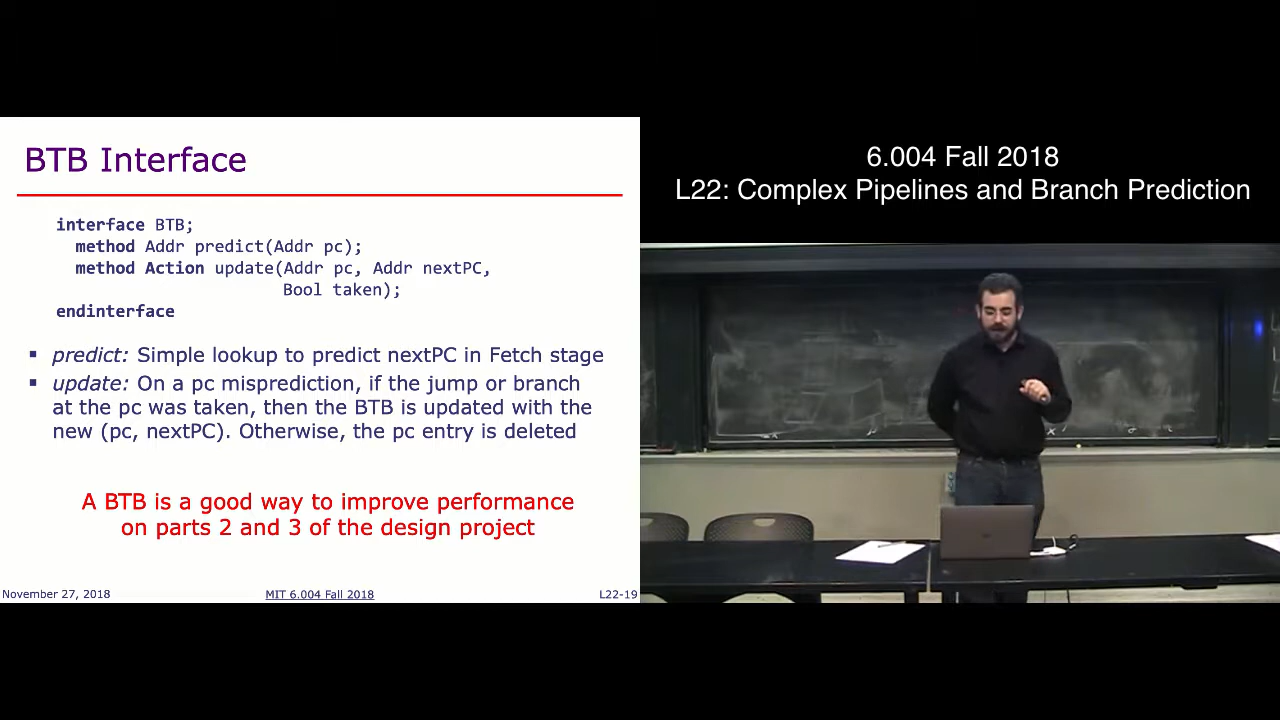 BTB Interface
interface BTB;
method Addr predict(Addr pc);
method Action update(Addr pc, Addr nextPC,
Bool taken);
endinterface
▪ predict: Simple lookup to predict nextPC in Fetch stage
▪ update: On a pc misprediction, if the jump or branch
at the pc was taken, then the BTB is updated with the
new (pc, nextPC). Otherwise, the pc entry is deleted
A BTB is a good way to improve performance
on parts 2 and 3 of the design project
November 27, 2018
MIT 6.004 Fall 2018
L22-19
6.004 Fall 2018
L22: Complex Pipelines and Branch Prediction